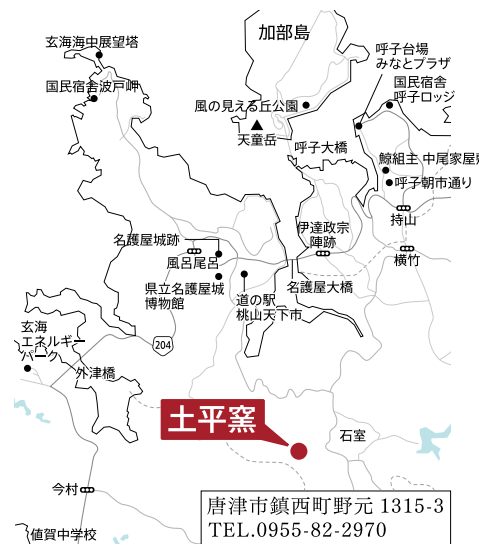 加部島
玄海海中展望塔
呼子台場
みなとプラザ
国民宿舎波戸岬
国民宿舎
呼子ロッジ
風の見える丘公園
天童岳
呼子大橋
鯨組主 中尾家屋
呼子朝市通り
持山
伊達政宗
陣跡
名護屋城跡
横竹
風呂尾呂
県立名護屋城
博物館
道の駅
桃山天下市
名護屋大橋
玄海
エネルギー
パーク
204
外津橋
土平窯
石室
今村
唐津市鎮西町野元 1315-3
TEL.0955-82-2970
値賀中学校